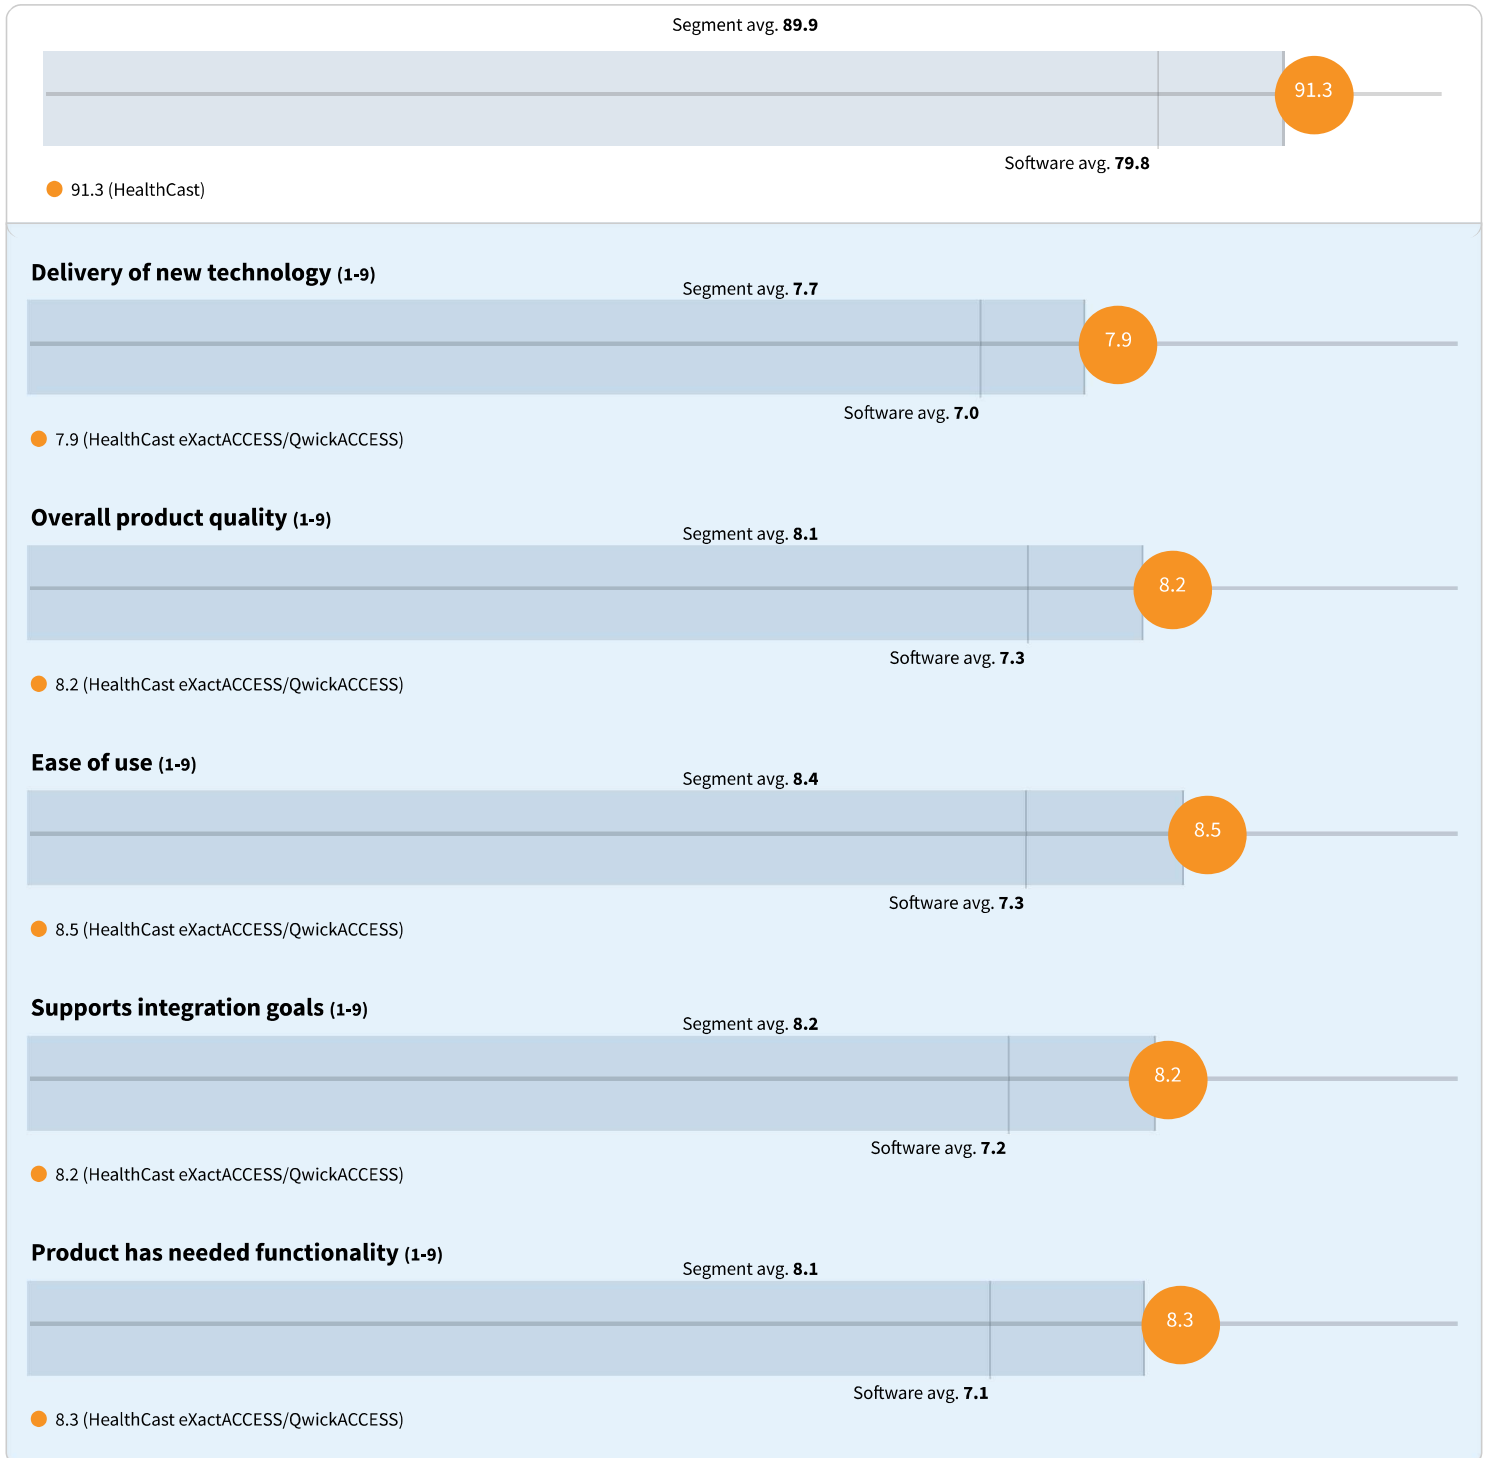 Segment avg. 89.9
91.3
Software avg. 79.8
91.3 (HealthCast)
Delivery of new technology (1-9)
Segment avg. 7.7
7.9
Software avg. 7.0
7.9 (HealthCast eXactACCESS/QwickACCESS)
Overall product quality (1-9)
Segment avg. 8.1
8.2
Software avg. 7.3
8.2 (HealthCast eXactACCESS/QwickACCESS)
Ease of use (1-9)
Segment avg. 8.4
8.5
Software avg. 7.3
8.5 (HealthCast eXactACCESS/QwickACCESS)
Supports integration goals (1-9)
Segment avg. 8.2
8.2
Software avg. 7.2
8.2 (HealthCast eXactACCESS/QwickACCESS)
Product has needed functionality (1-9)
Segment avg. 8.1
8.3
Software avg. 7.1
8.3 (HealthCast eXactACCESS/QwickACCESS)